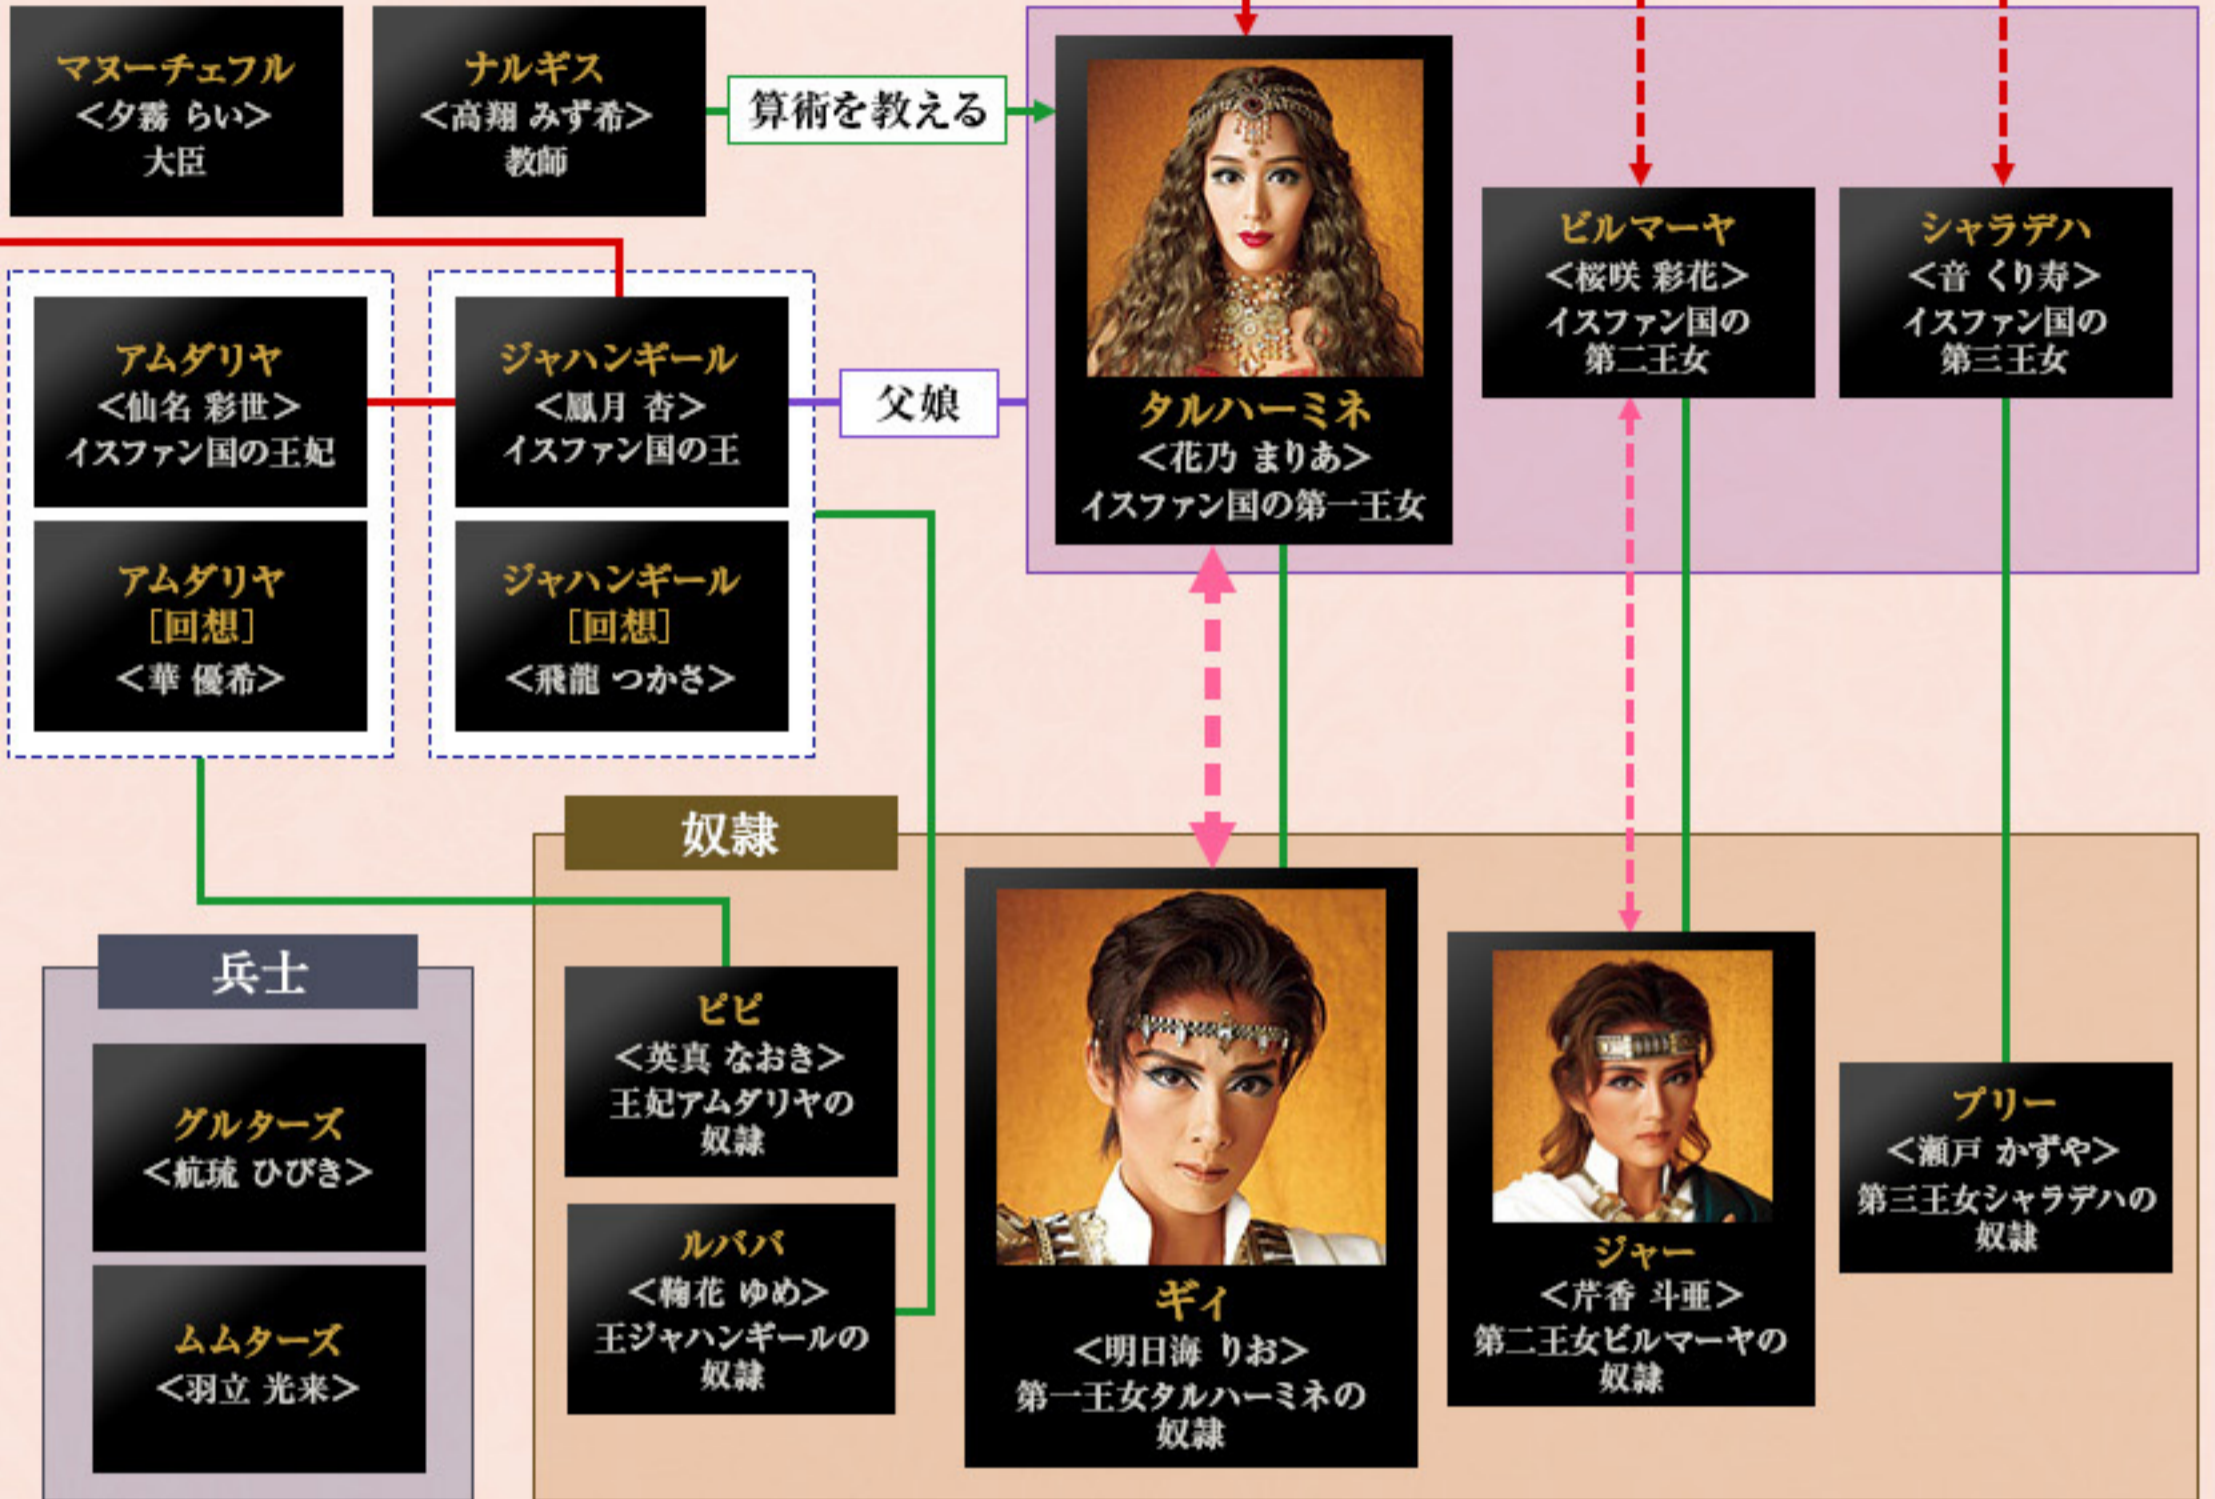 マヌーチェフル
<夕霧 らい>
大臣
ナルギス
<高翔 みず希>
教師
算術を教える
タルハーミネ
<花乃 まりあ>
イスファン国の第一王女
ビルマーヤ
<桜咲 彩花>
イスファン国の
第二王女
シャラデハ
<音 くり寿>
イスファン国の
第三王女
アムダリヤ
<仙名 彩世>
イスファン国の王妃
ジャハンギール
<鳳月 杏>
イスファン国の王
父娘
アムダリヤ
[回想]
<華 優希>
ジャハンギール
[回想]
<飛龍 つかさ>
奴隷
兵士
グルターズ
<航琉 ひびき>
ムムターズ
<羽立 光来>
ピピ
<英真 なおき>
王妃アムダリヤの
奴隷
ルババ
<鞠花 ゆめ>
王ジャハンギールの
奴隷
ギィ
<明日海 りお>
第一王女タルハーミネの
奴隷
ジャー
<芹香 斗亜>
第二王女ビルマーヤの
奴隷
プリー
<瀬戸 かずや>
第三王女シャラデハの
奴隷